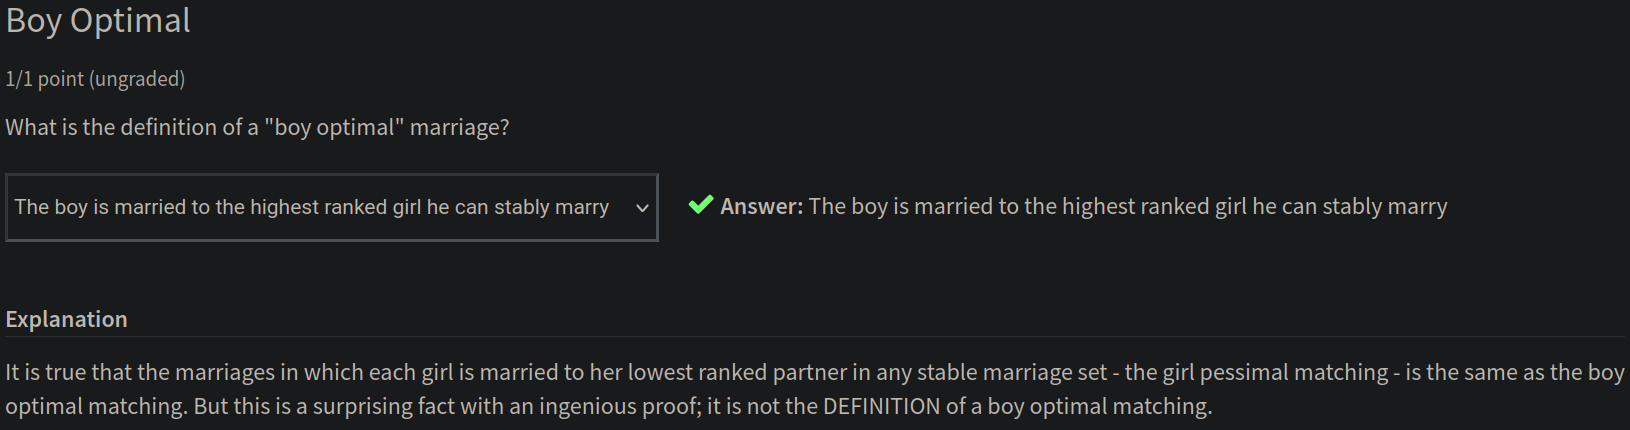 Boy Optimal
1/1 point (ungraded)
What is the definition of a "boy optimal" marriage?
The boy is married to the highest ranked girl he can stably marry
Answer: The boy is married to the highest ranked girl he can stably marry
Explanation
It is true that the marriages in which each girl is married to her lowest ranked partner in any stable marriage set - the girl pessimal matching - is the same as the boy
optimal matching. But this is a surprising fact with an ingenious proof; it is not the DEFINITION of a boy optimal matching.